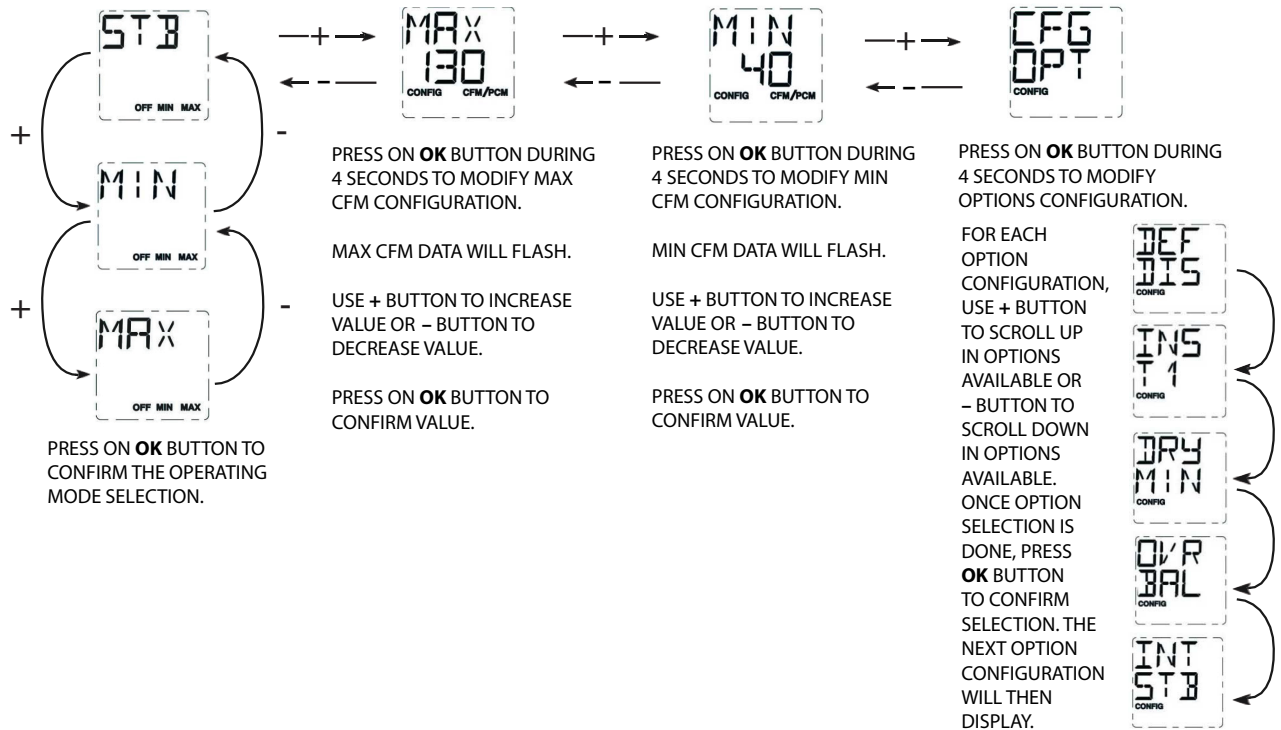 STB
OFF MIN MAX
+
-
MIN
OFF MIN MAX
+
-
MAX
OFF MIN MAX
PRESS ON OK BUTTON TO
CONFIRM THE OPERATING
MODE SELECTION.
+
-
MAX
130
CONFIG CFM/PCM
PRESS ON OK BUTTON DURING
4 SECONDS TO MODIFY MAX
CFM CONFIGURATION.
MAX CFM DATA WILL FLASH.
USE + BUTTON TO INCREASE
VALUE OR – BUTTON TO
DECREASE VALUE.
PRESS ON OK BUTTON TO
CONFIRM VALUE.
+
-
MIN
40
CONFIG CFM/PCM
PRESS ON OK BUTTON DURING
4 SECONDS TO MODIFY MIN
CFM CONFIGURATION.
MIN CFM DATA WILL FLASH.
USE + BUTTON TO INCREASE
VALUE OR – BUTTON TO
DECREASE VALUE.
PRESS ON OK BUTTON TO
CONFIRM VALUE.
+
-
CFG
OPT
CONFIG
PRESS ON OK BUTTON DURING
4 SECONDS TO MODIFY
OPTIONS CONFIGURATION.
FOR EACH
OPTION
CONFIGURATION,
USE + BUTTON
TO SCROLL UP
IN OPTIONS
AVAILABLE OR
– BUTTON TO
SCROLL DOWN
IN OPTIONS
AVAILABLE.
ONCE OPTION
SELECTION IS
DONE, PRESS
OK BUTTON
TO CONFIRM
SELECTION. THE
NEXT OPTION
CONFIGURATION
WILL THEN
DISPLAY.
DEF
DIS
CONFIG
INS
T1
CONFIG
DRY
MIN
CONFIG
OVR
BAL
CONFIG
INT
STB
CONFIG